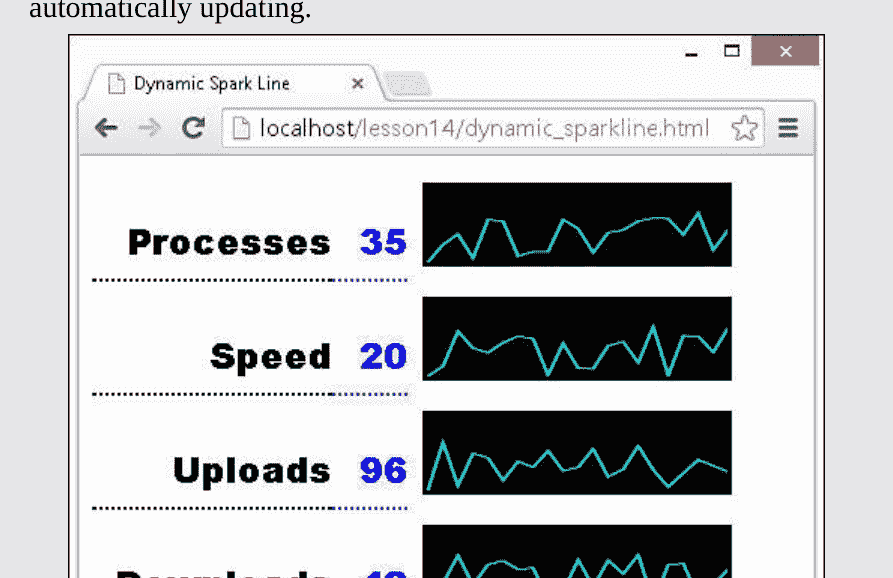 automatically updating.
Dynamic Spark Line
localhost/lesson14/dynamic_sparkline.html
Processes 35
Speed 20
Uploads 96